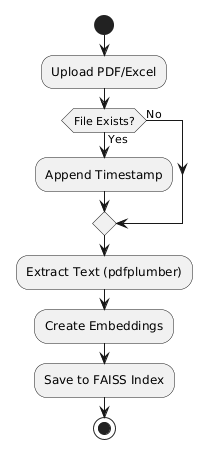 Upload PDF/Excel
File Exists?
No
Yes
Append Timestamp
Extract Text (pdfplumber)
Create Embeddings
Save to FAISS Index